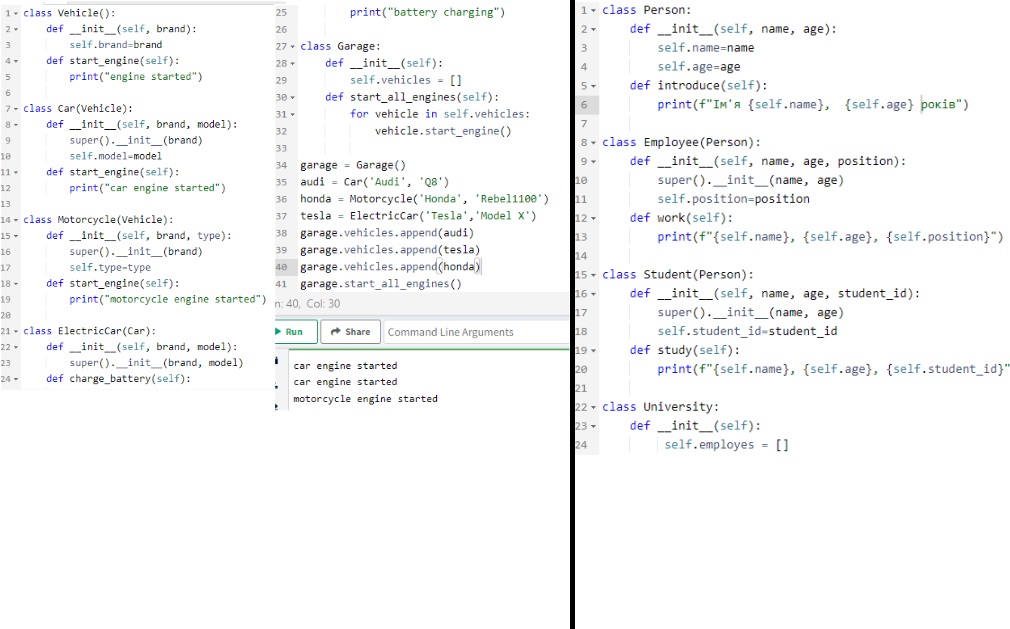 1 class Vehicle():
2 def __init__(self, brand):
3 self.brand=brand
4 def start_engine(self):
5 print("engine started")
6
7 class Car(Vehicle):
8 def __init__(self, brand, model):
9 super().__init__(brand)
10 self.model=model
11 def start_engine(self):
12 print("car engine started")
13
14 class Motorcycle(Vehicle):
15 def __init__(self, brand, type):
16 super().__init__(brand)
17 self.type=type
18 def start_engine(self):
19 print("motorcycle engine started")
20
21 class ElectricCar(Car):
22 def __init__(self, brand, model):
23 super().__init__(brand, model)
24 def charge_battery(self):
25 print("battery charging")
26
27 class Garage:
28 def __init__(self):
29 self.vehicles = []
30 def start_all_engines(self):
31 for vehicle in self.vehicles:
32 vehicle.start_engine()
33
34 garage = Garage()
35 audi = Car('Audi', 'Q8')
36 honda = Motorcycle('Honda', 'Rebel1100')
37 tesla = ElectricCar('Tesla','Model X')
38 garage.vehicles.append(audi)
39 garage.vehicles.append(tesla)
40 garage.vehicles.append(honda)
41 garage.start_all_engines()
n: 40, Col: 30
Run Share Command Line Arguments
car engine started
car engine started
motorcycle engine started
1 class Person:
2 def __init__(self, name, age):
3 self.name=name
4 self.age=age
5 def introduce(self):
6 print(f"Ім'я {self.name}, {self.age} років")
7
8 class Employee(Person):
9 def __init__(self, name, age, position):
10 super().__init__(name, age)
11 self.position=position
12 def work(self):
13 print(f"{self.name}, {self.age}, {self.position}")
14
15 class Student(Person):
16 def __init__(self, name, age, student_id):
17 super().__init__(name, age)
18 self.student_id=student_id
19 def study(self):
20 print(f"{self.name}, {self.age}, {self.student_id}"
21
22 class University:
23 def __init__(self):
24 self.employes = []